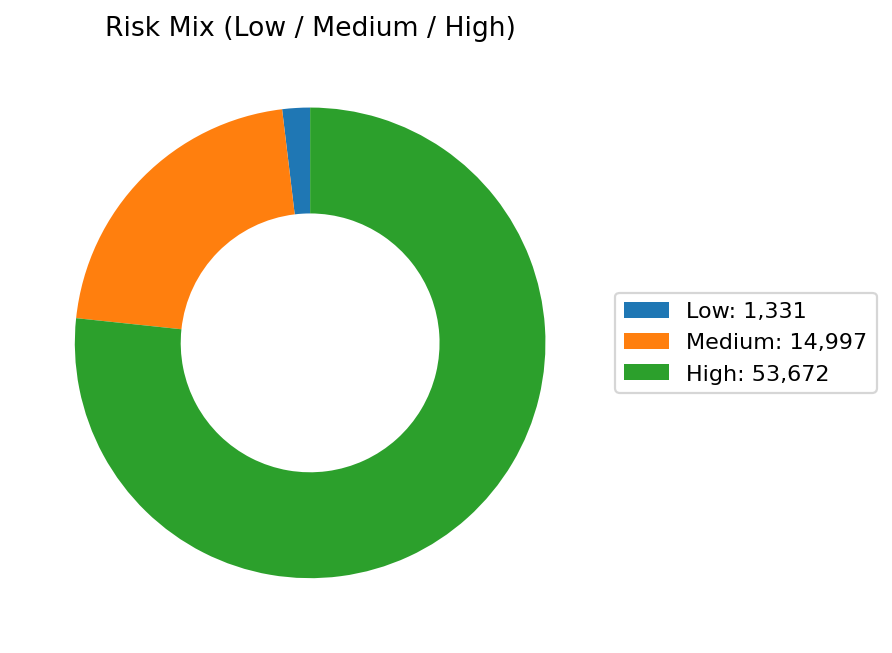 Risk Mix (Low / Medium / High)
Low: 1,331
Medium: 14,997
High: 53,672